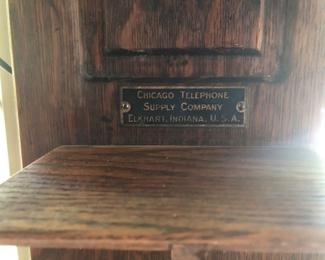 Chicago Telephone
Supply Company
Elkhart, Indiana, U.S.A.